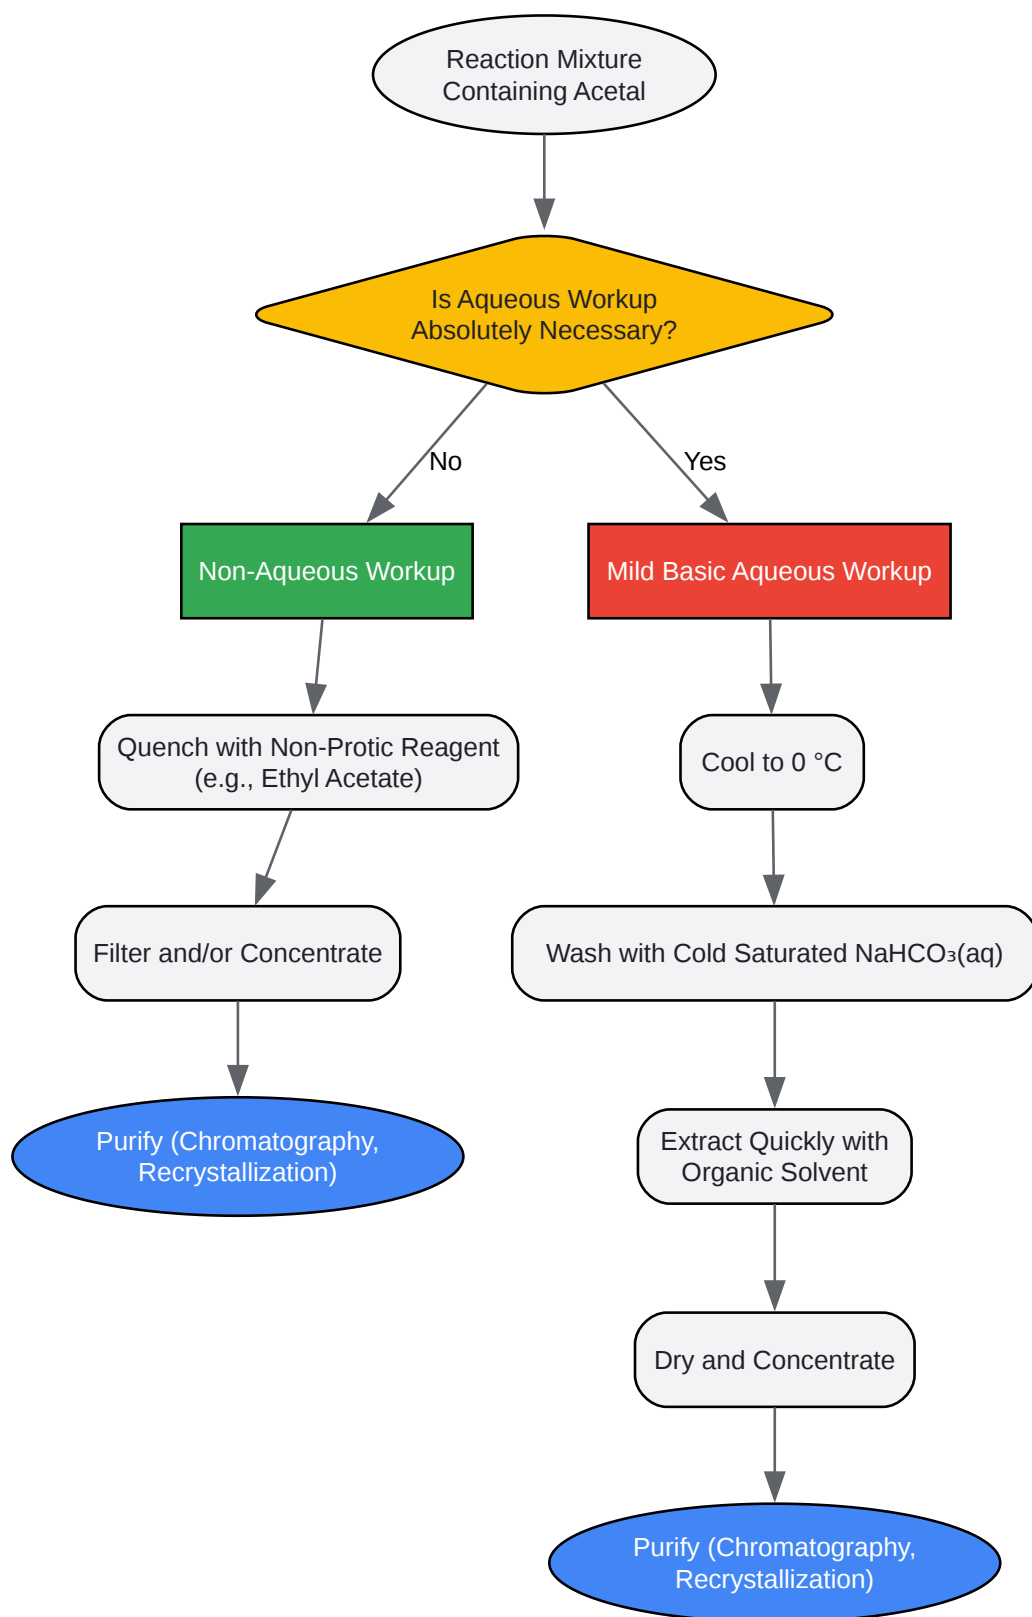 Reaction Mixture
Containing Acetal
Is Aqueous Workup
Absolutely Necessary?
No
Yes
Non-Aqueous Workup
Mild Basic Aqueous Workup
Quench with Non-Protic Reagent
(e.g., Ethyl Acetate)
Cool to 0 °C
Filter and/or Concentrate
Wash with Cold Saturated NaHCO₃(aq)
Purify (Chromatography,
Recrystallization)
Extract Quickly with
Organic Solvent
Dry and Concentrate
Purify (Chromatography,
Recrystallization)